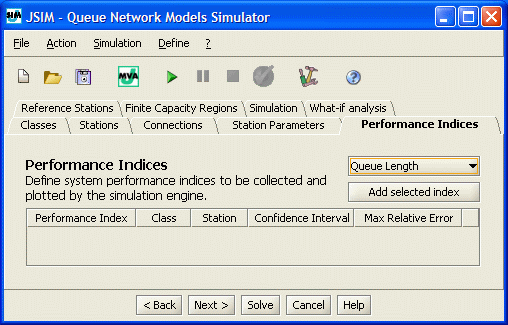 JSIM - Queue Network Models Simulator
File Action Simulation Define ?
MVA
Reference Stations Finite Capacity Regions Simulation What-if analysis
Classes Stations Connections Station Parameters Performance Indices
Performance Indices
Queue Length
Define system performance indices to be collected and
plotted by the simulation engine.
Add selected index
Performance Index Class Station Confidence Interval Max Relative Error
< Back Next > Solve Cancel Help